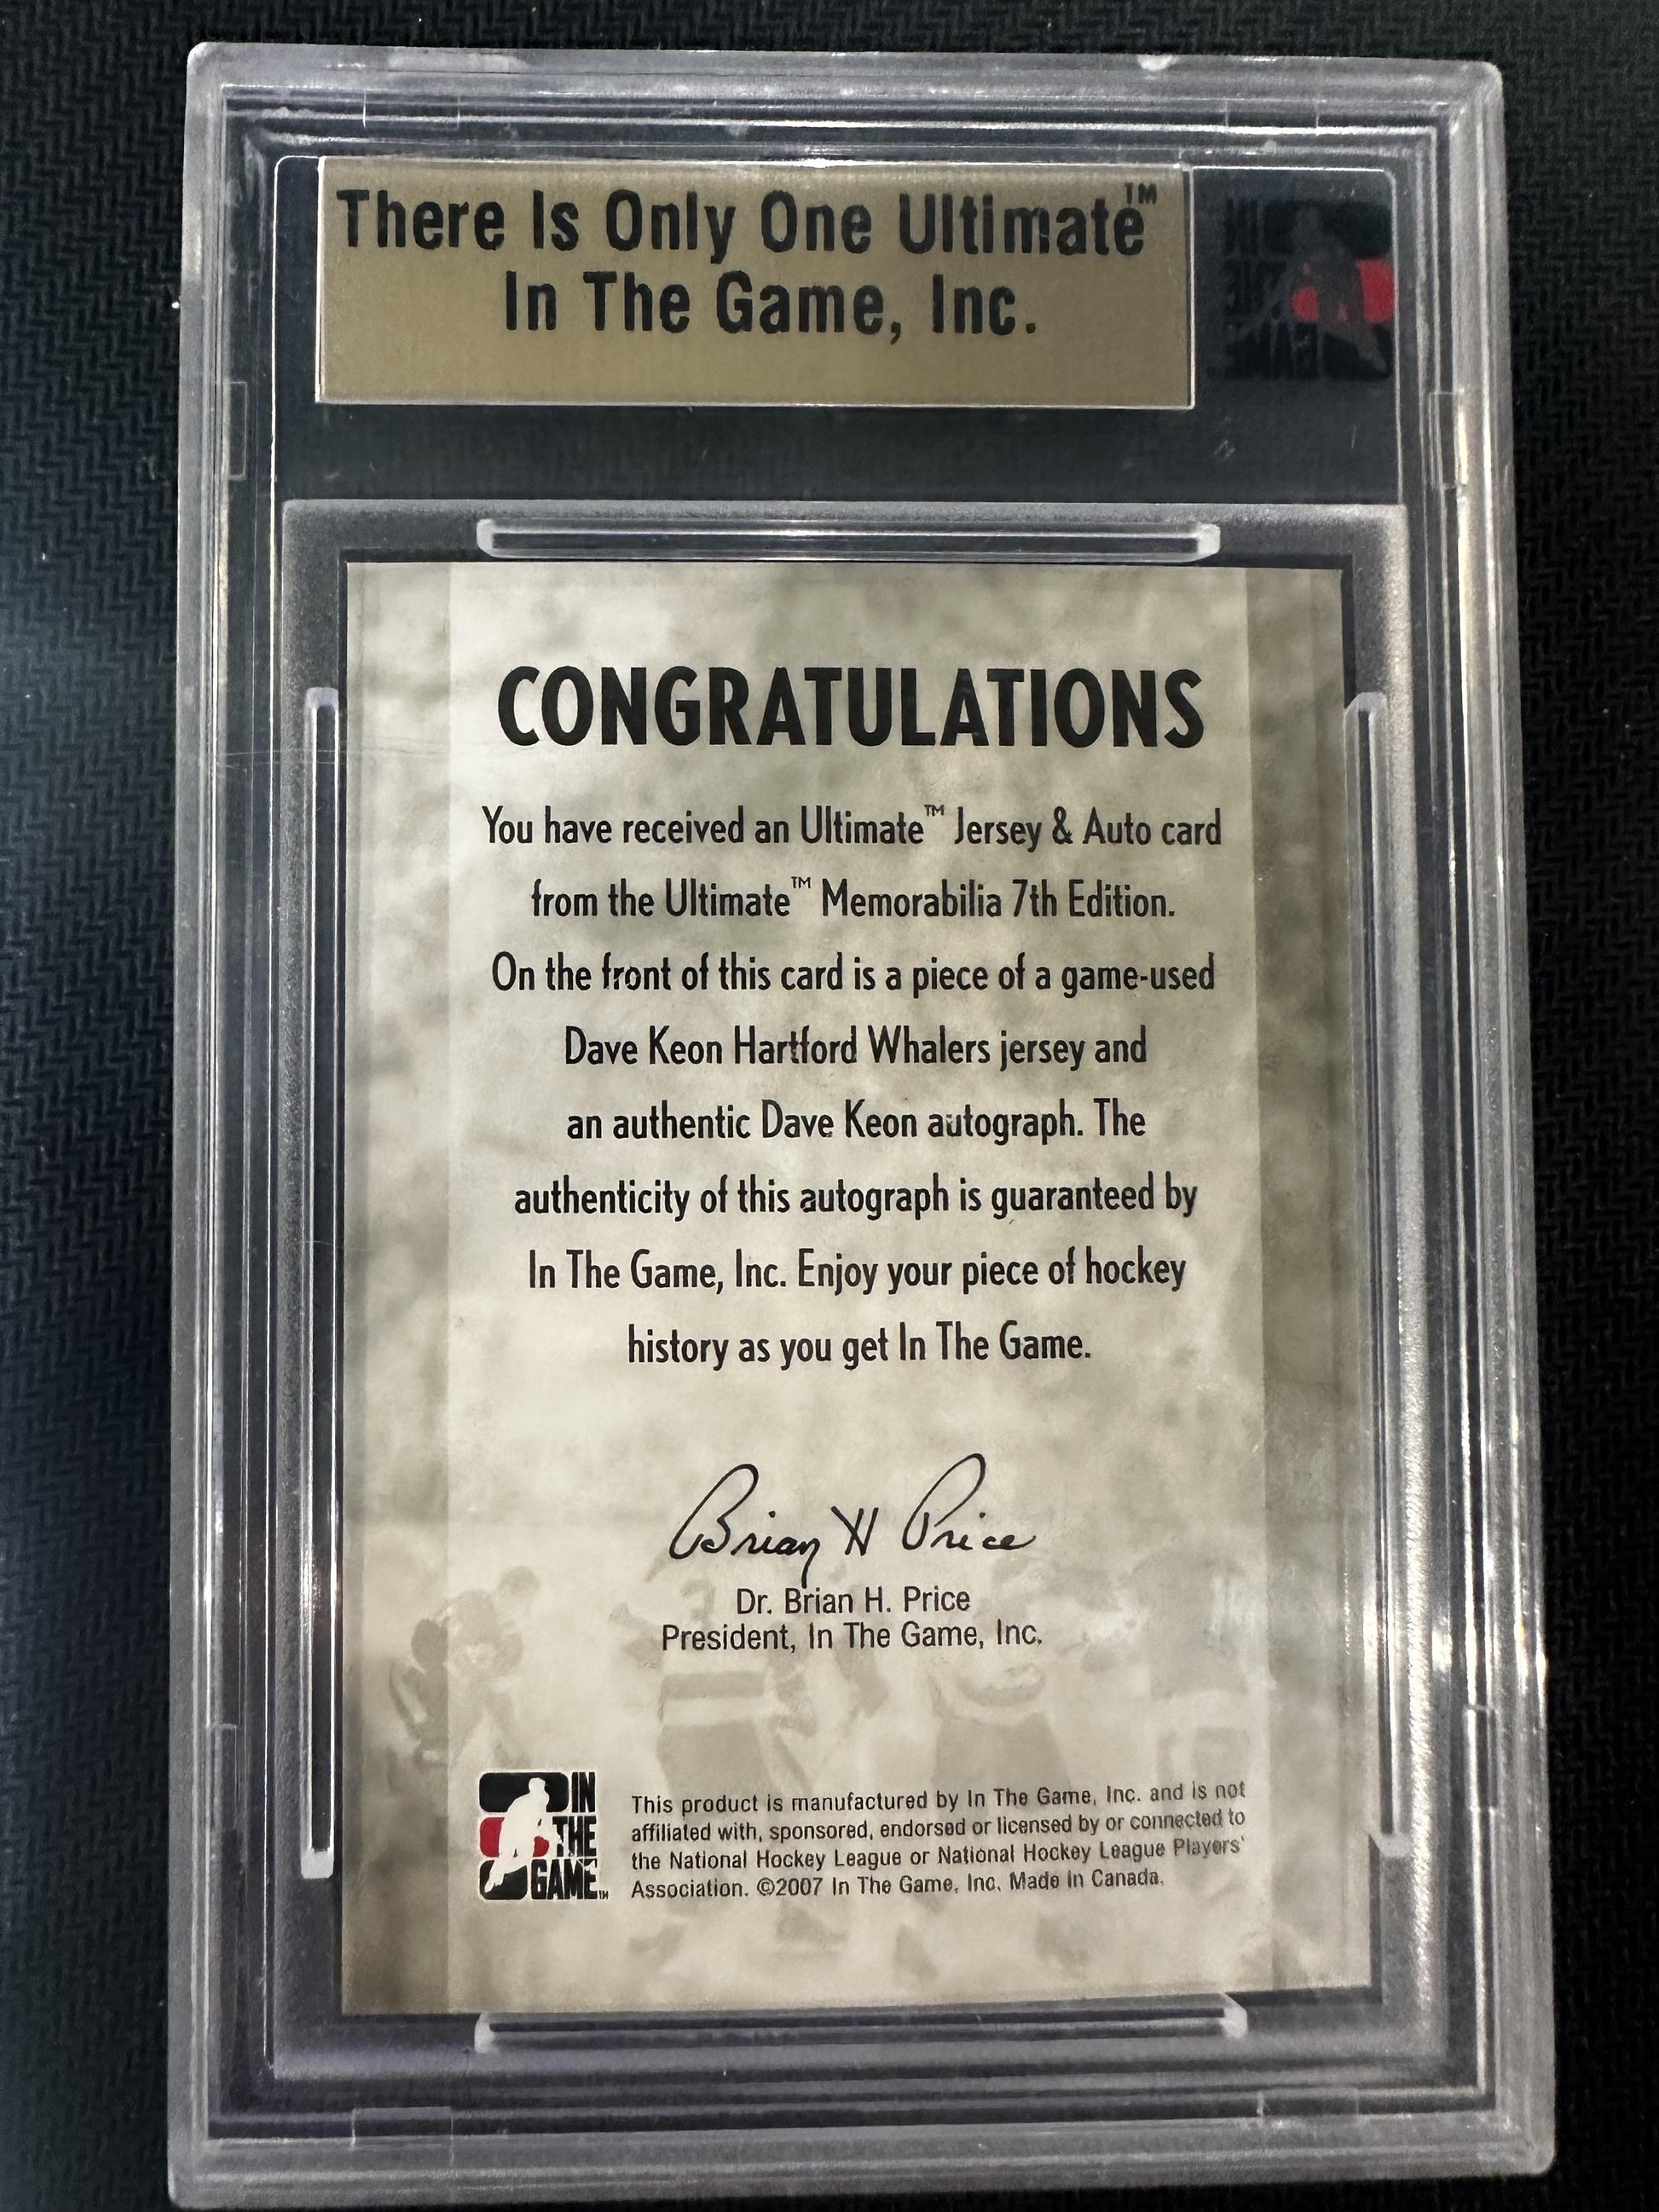 There Is Only One Ultimate™
In The Game, Inc.
CONGRATULATIONS
You have received an Ultimate™ Jersey & Auto card
from the Ultimate™ Memorabilia 7th Edition.
On the front of this card is a piece of a game-used
Dave Keon Hartford Whalers jersey and
an authentic Dave Keon autograph. The
authenticity of this autograph is guaranteed by
In The Game, Inc. Enjoy your piece of hockey
history as you get In The Game.
Brian H Price
Dr. Brian H. Price
President, In The Game, Inc.
IN
THE
GAME™
This product is manufactured by In The Game, Inc. and is not
affiliated with, sponsored, endorsed or licensed by or connected to
the National Hockey League or National Hockey League Players'
Association. ©2007 In The Game, Inc. Made In Canada.